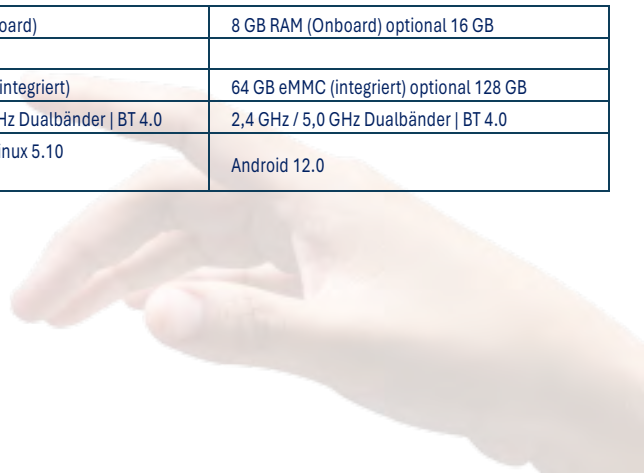 oard) 8 GB RAM (Onboard) optional 16 GB
integriert) 64 GB eMMC (integriert) optional 128 GB
Hz Dualbänder | BT 4.0 2,4 GHz / 5,0 GHz Dualbänder | BT 4.0
inux 5.10
Android 12.0